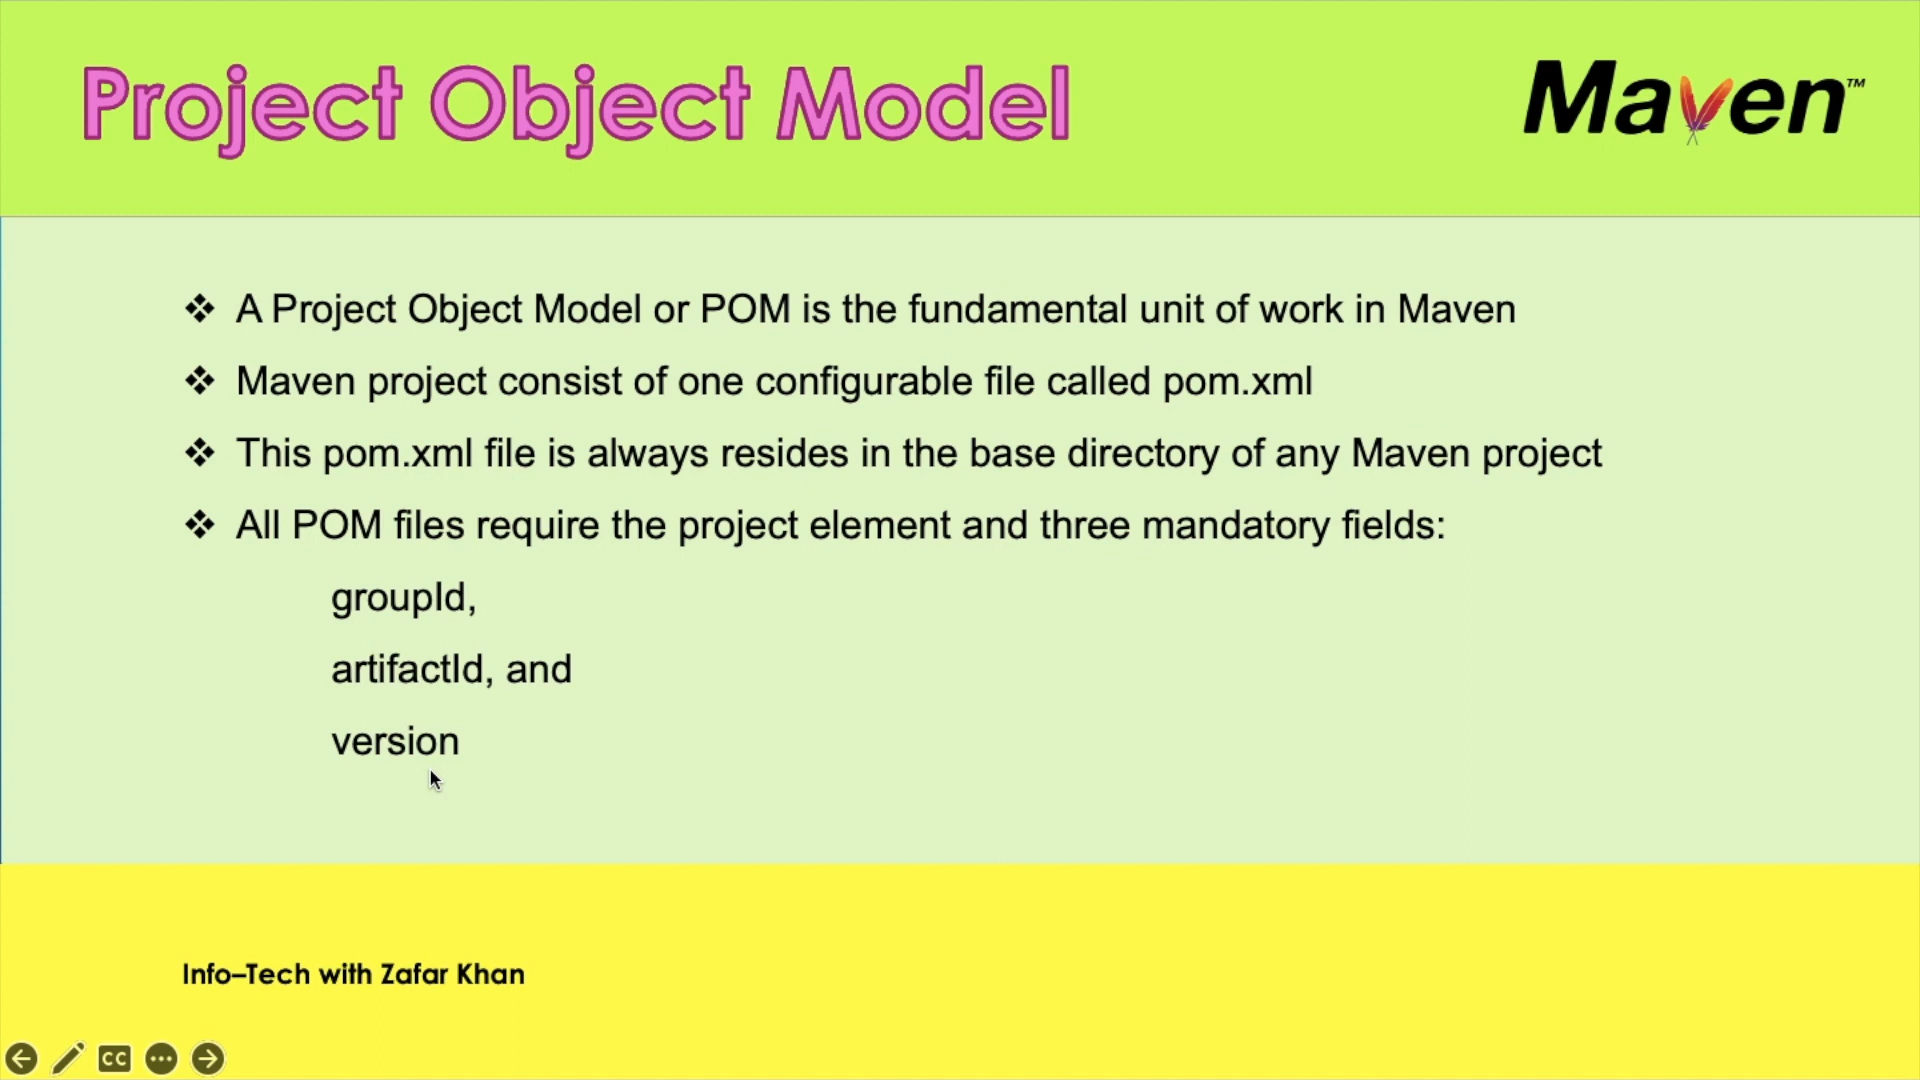 Project Object Model
Maven™
❖ A Project Object Model or POM is the fundamental unit of work in Maven
❖ Maven project consist of one configurable file called pom.xml
❖ This pom.xml file is always resides in the base directory of any Maven project
❖ All POM files require the project element and three mandatory fields:
groupId,
artifactId, and
version
Info–Tech with Zafar Khan
CC